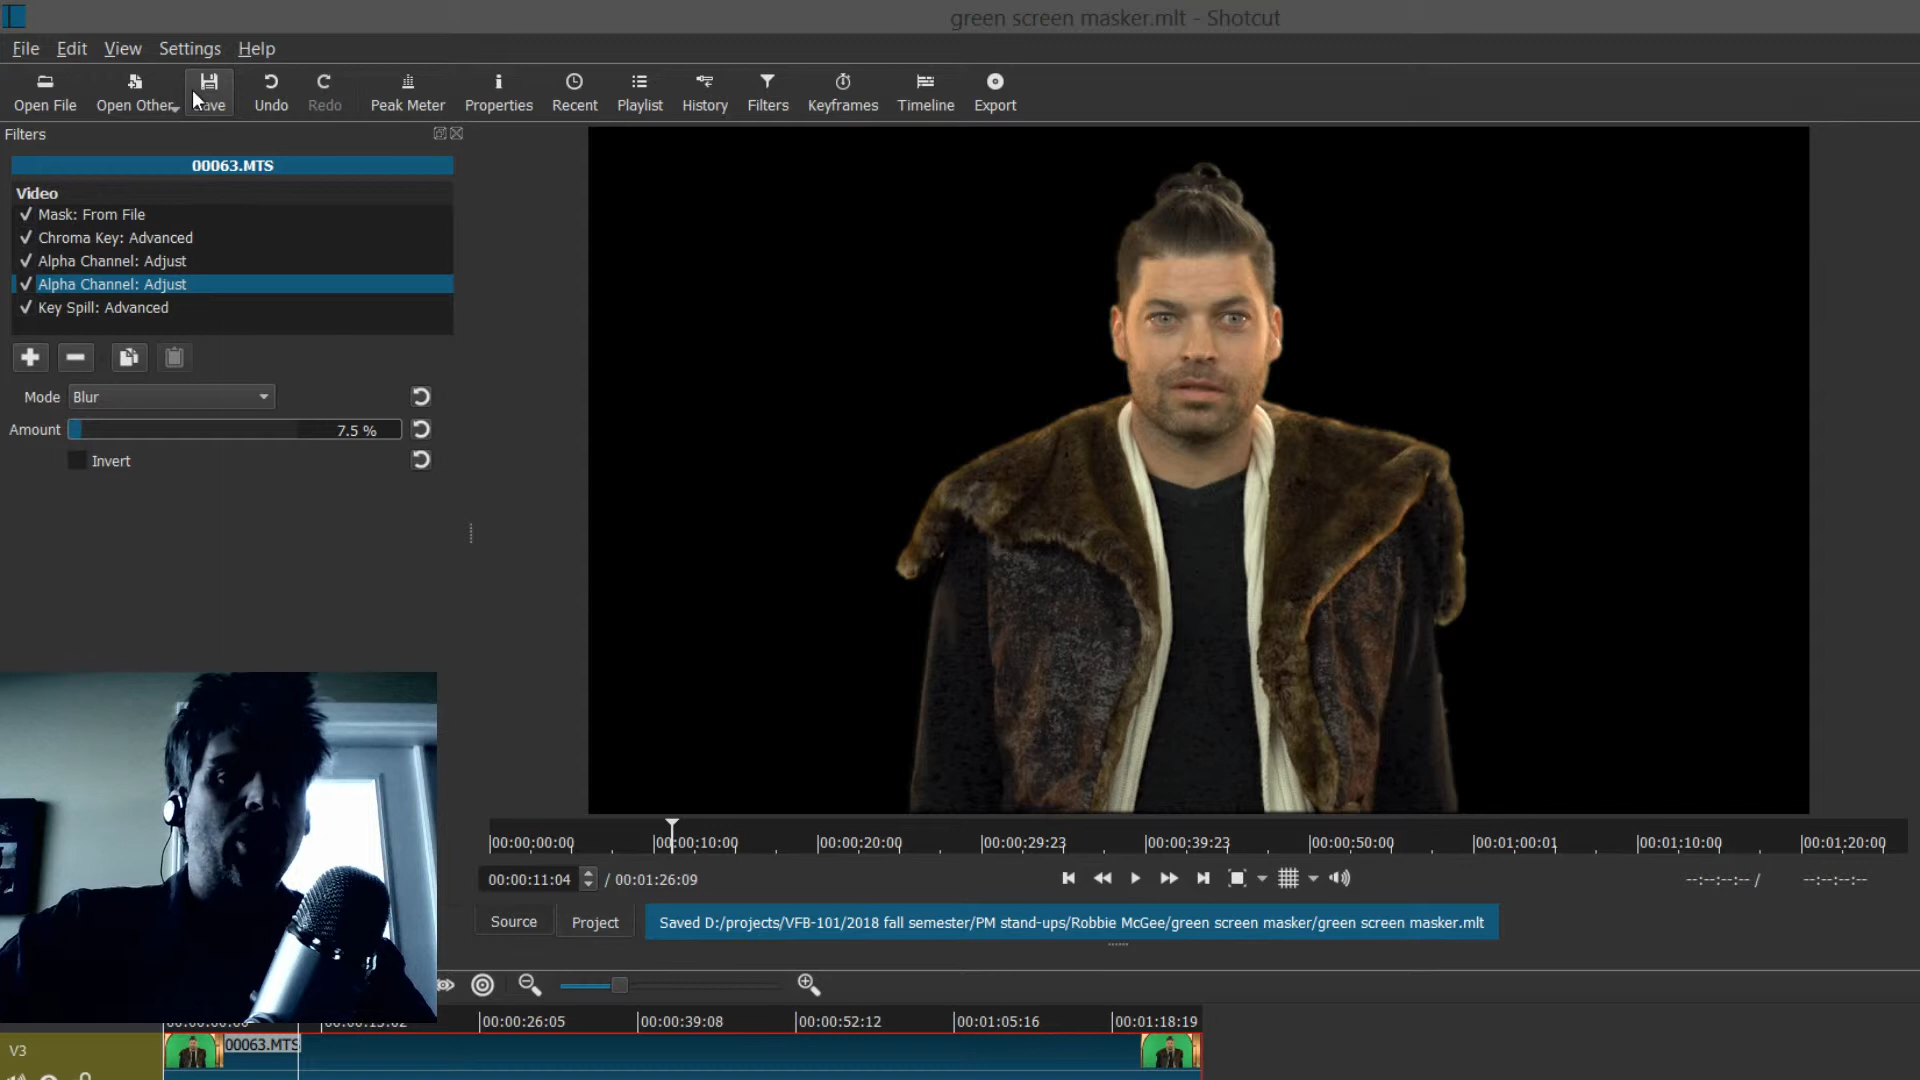 green screen masker.mlt - Shotcut
File Edit View Settings Help
Open File Open Other Undo Redo Peak Meter Properties Recent Playlist History Filters Keyframes Timeline Export
Filters
00063.MTS
Video
Mask: From File
Chroma Key: Advanced
Alpha Channel: Adjust
Alpha Channel: Adjust
Key Spill: Advanced
Mode Blur
Amount 7.5 %
Invert
00:00:00:00 00:00:10:00 00:00:20:00 00:00:29:23 00:00:39:23 00:00:50:00 00:01:00:01 00:01:10:00 00:01:20:00
00:00:11:04 / 00:01:26:09 --:--:--:-- / --:--:--:--
Source Project Saved D:/projects/VFB-101/2018 fall semester/PM stand-ups/Robbie McGee/green screen masker/green screen masker.mlt
00:00:26:05 00:00:39:08 00:00:52:12 00:01:05:16 00:01:18:19
V3 00063.MTS